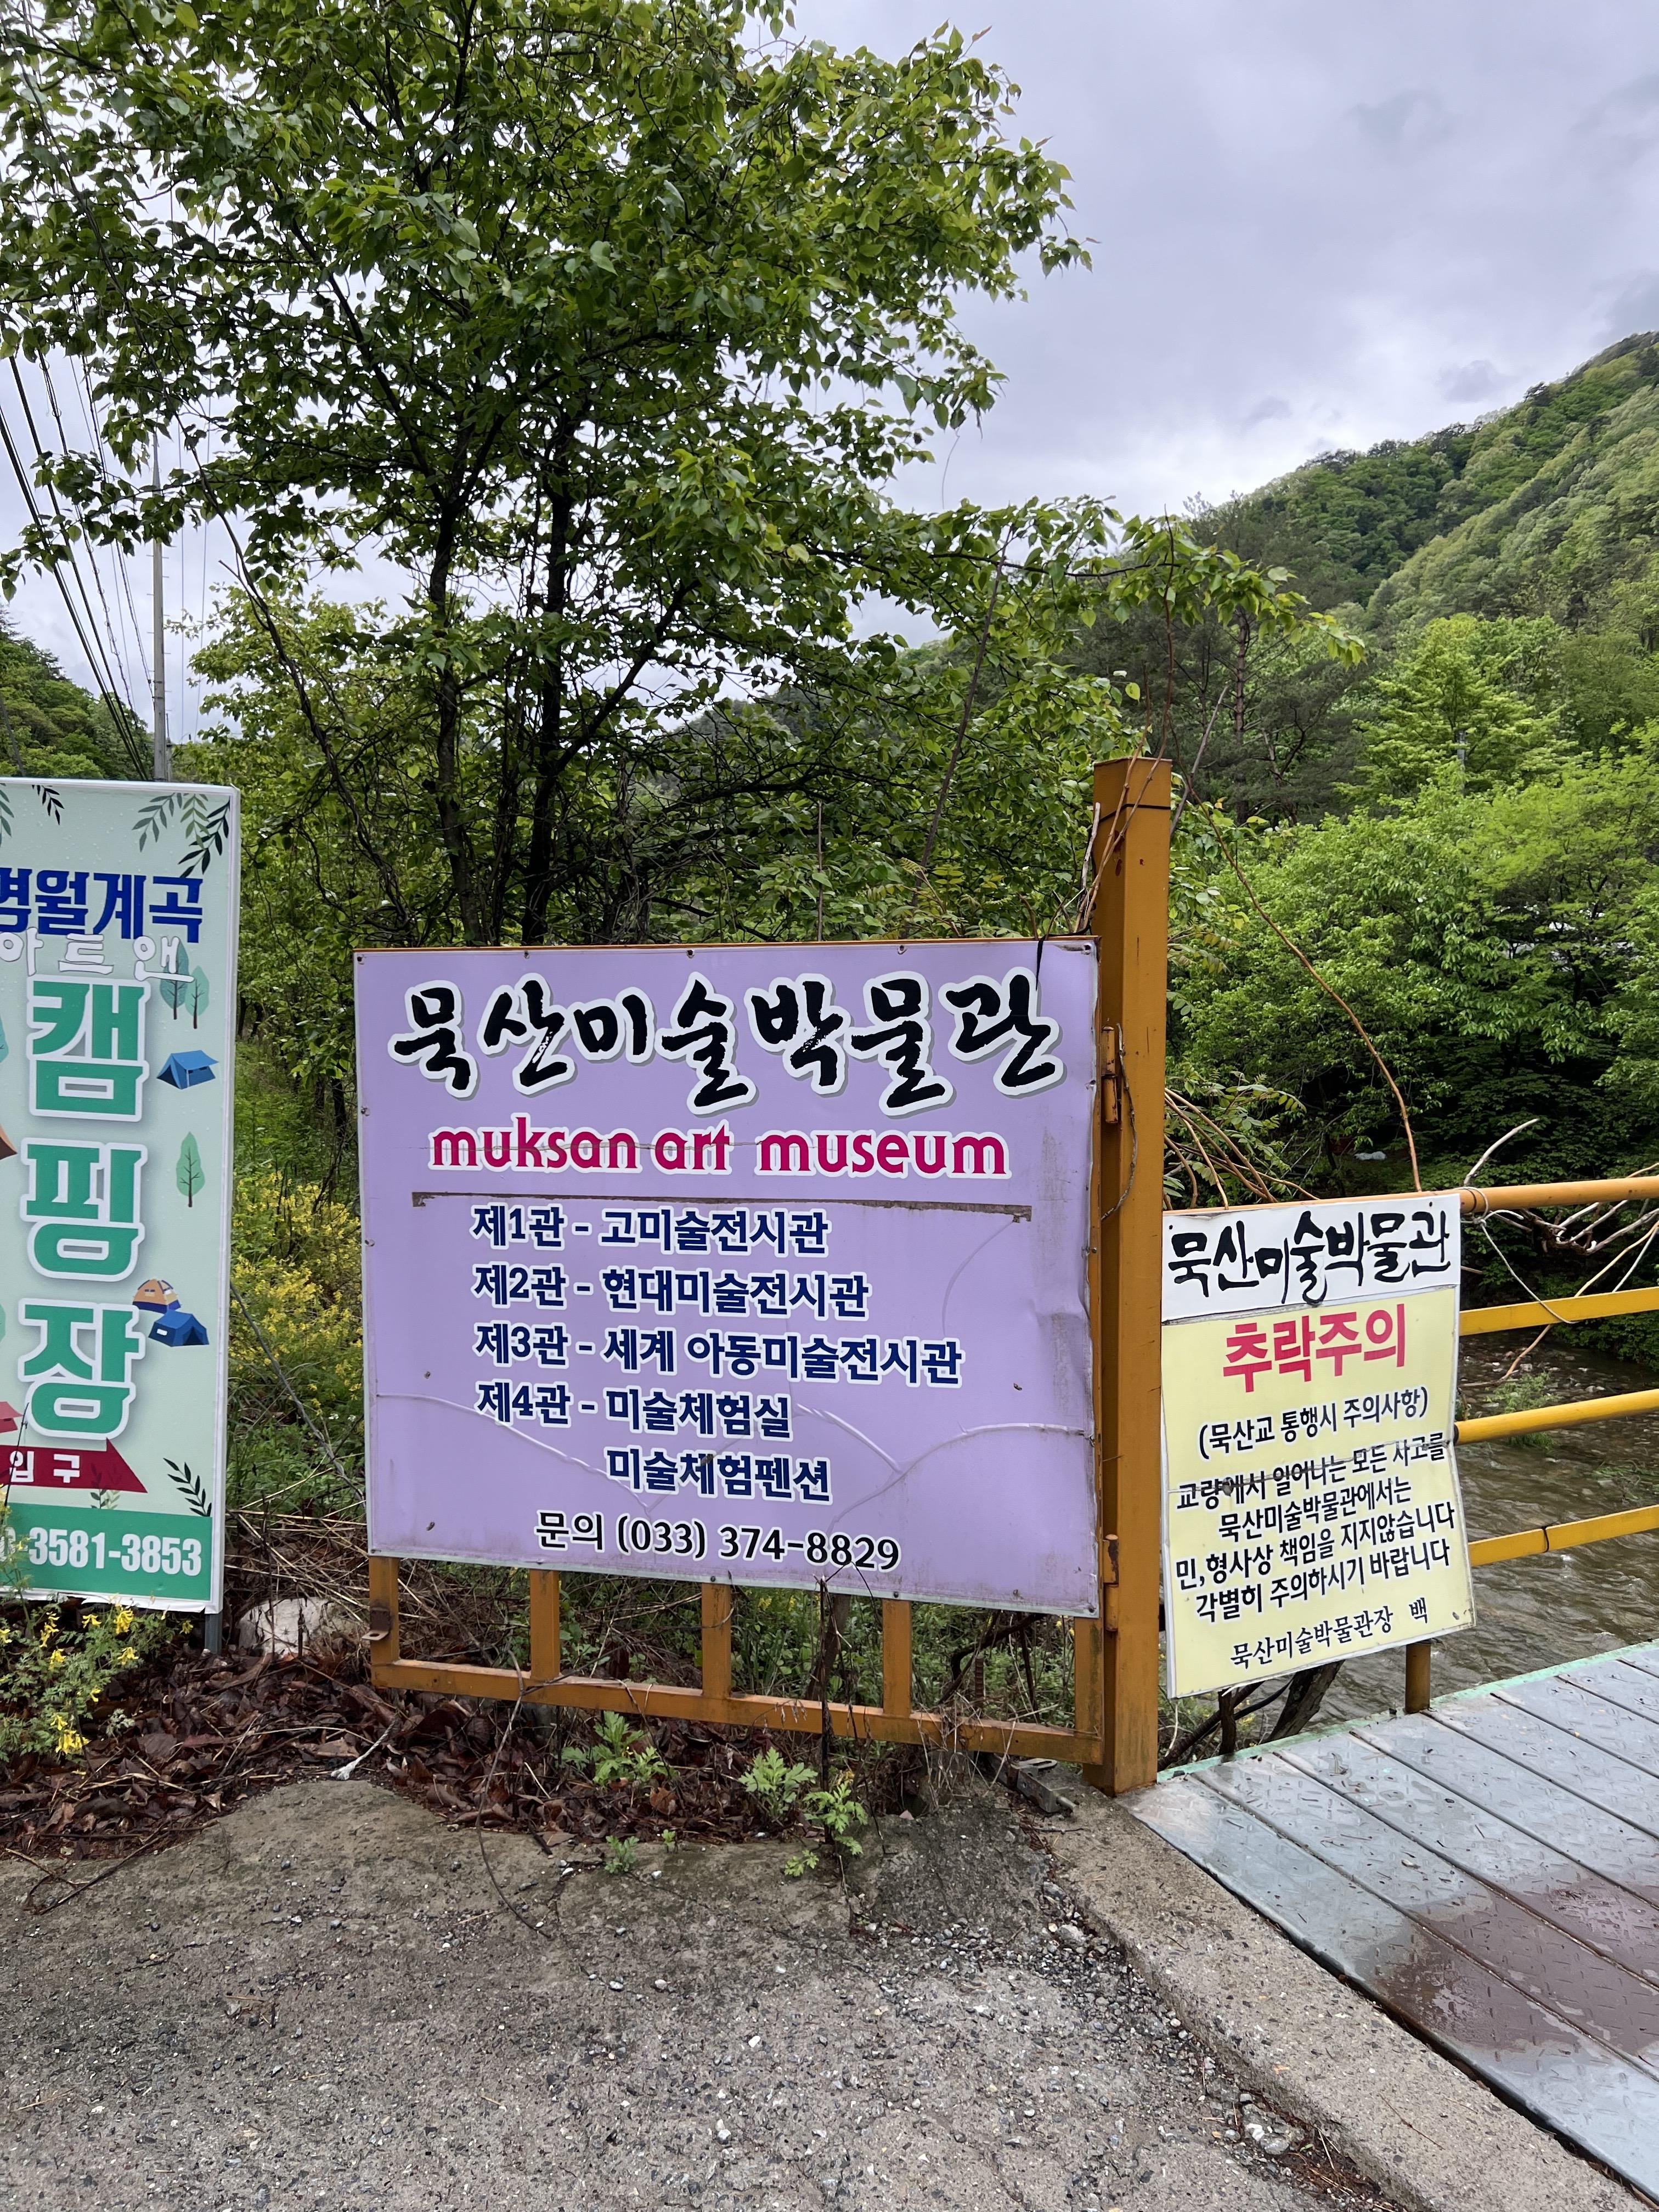 월계곡
아트앤
캠
핑
장
입구
3581-3853
묵산미술박물관
muksan art museum
제1관 - 고미술전시관
제2관 - 현대미술전시관
제3관 - 세계 아동미술전시관
제4관 - 미술체험실
미술체험펜션
문의 (033) 374-8829
묵산미술박물관
추락주의
(묵산교 통행시 주의사항)
교량에서 일어나는 모든 사고를
묵산미술박물관에서는
민,형사상 책임을 지지않습니다
각별히 주의하시기 바랍니다
묵산미술박물관장 백